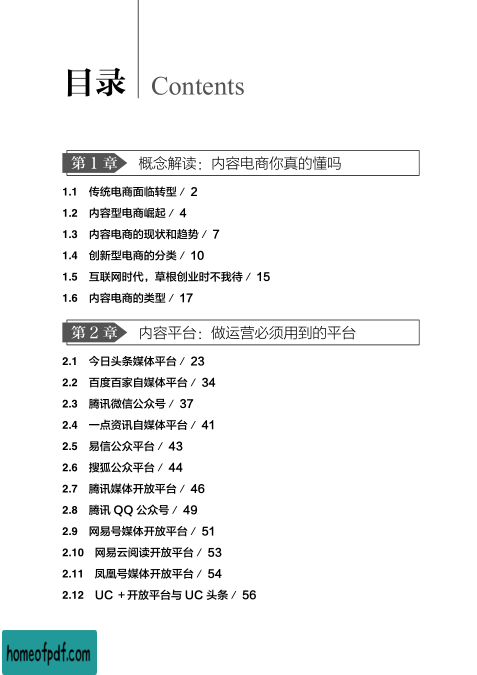 目录 Contents
第1章 概念解读：内容电商你真的懂吗
1.1 传统电商面临转型 / 2
1.2 内容型电商崛起 / 4
1.3 内容电商的现状和趋势 / 7
1.4 创新型电商的分类 / 10
1.5 互联网时代，草根创业时不我待 / 15
1.6 内容电商的类型 / 17
第2章 内容平台：做运营必须用到的平台
2.1 今日头条媒体平台 / 23
2.2 百度百家自媒体平台 / 34
2.3 腾讯微信公众号 / 37
2.4 一点资讯自媒体平台 / 41
2.5 易信公众平台 / 43
2.6 搜狐公众平台 / 44
2.7 腾讯媒体开放平台 / 46
2.8 腾讯 QQ 公众号 / 49
2.9 网易号媒体开放平台 / 51
2.10 网易云阅读开放平台 / 53
2.11 凤凰号媒体开放平台 / 54
2.12 UC +开放平台与 UC 头条 / 56
homeofpdf.com